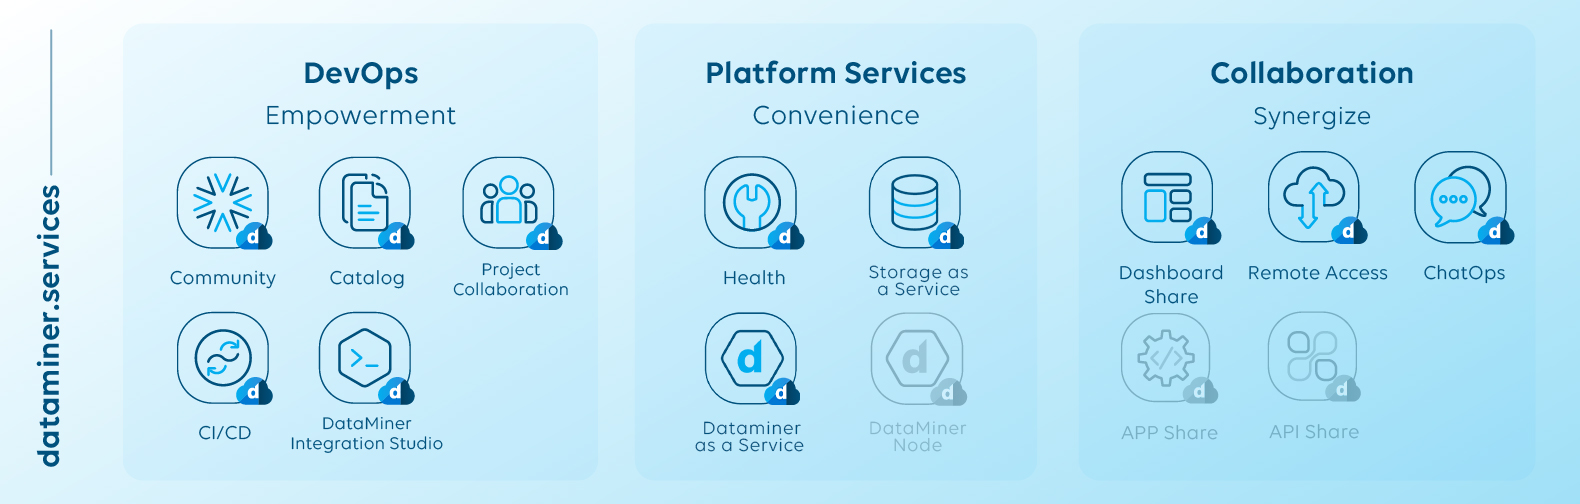 dataminer.services
DevOps
Empowerment
Community
Catalog
Project
Collaboration
CI/CD
DataMiner
Integration Studio
Platform Services
Convenience
Health
Storage as
a Service
d
Dataminer
as a Service
d
DataMiner
Node
Collaboration
Synergize
Dashboard
Share
Remote Access
ChatOps
APP Share
API Share